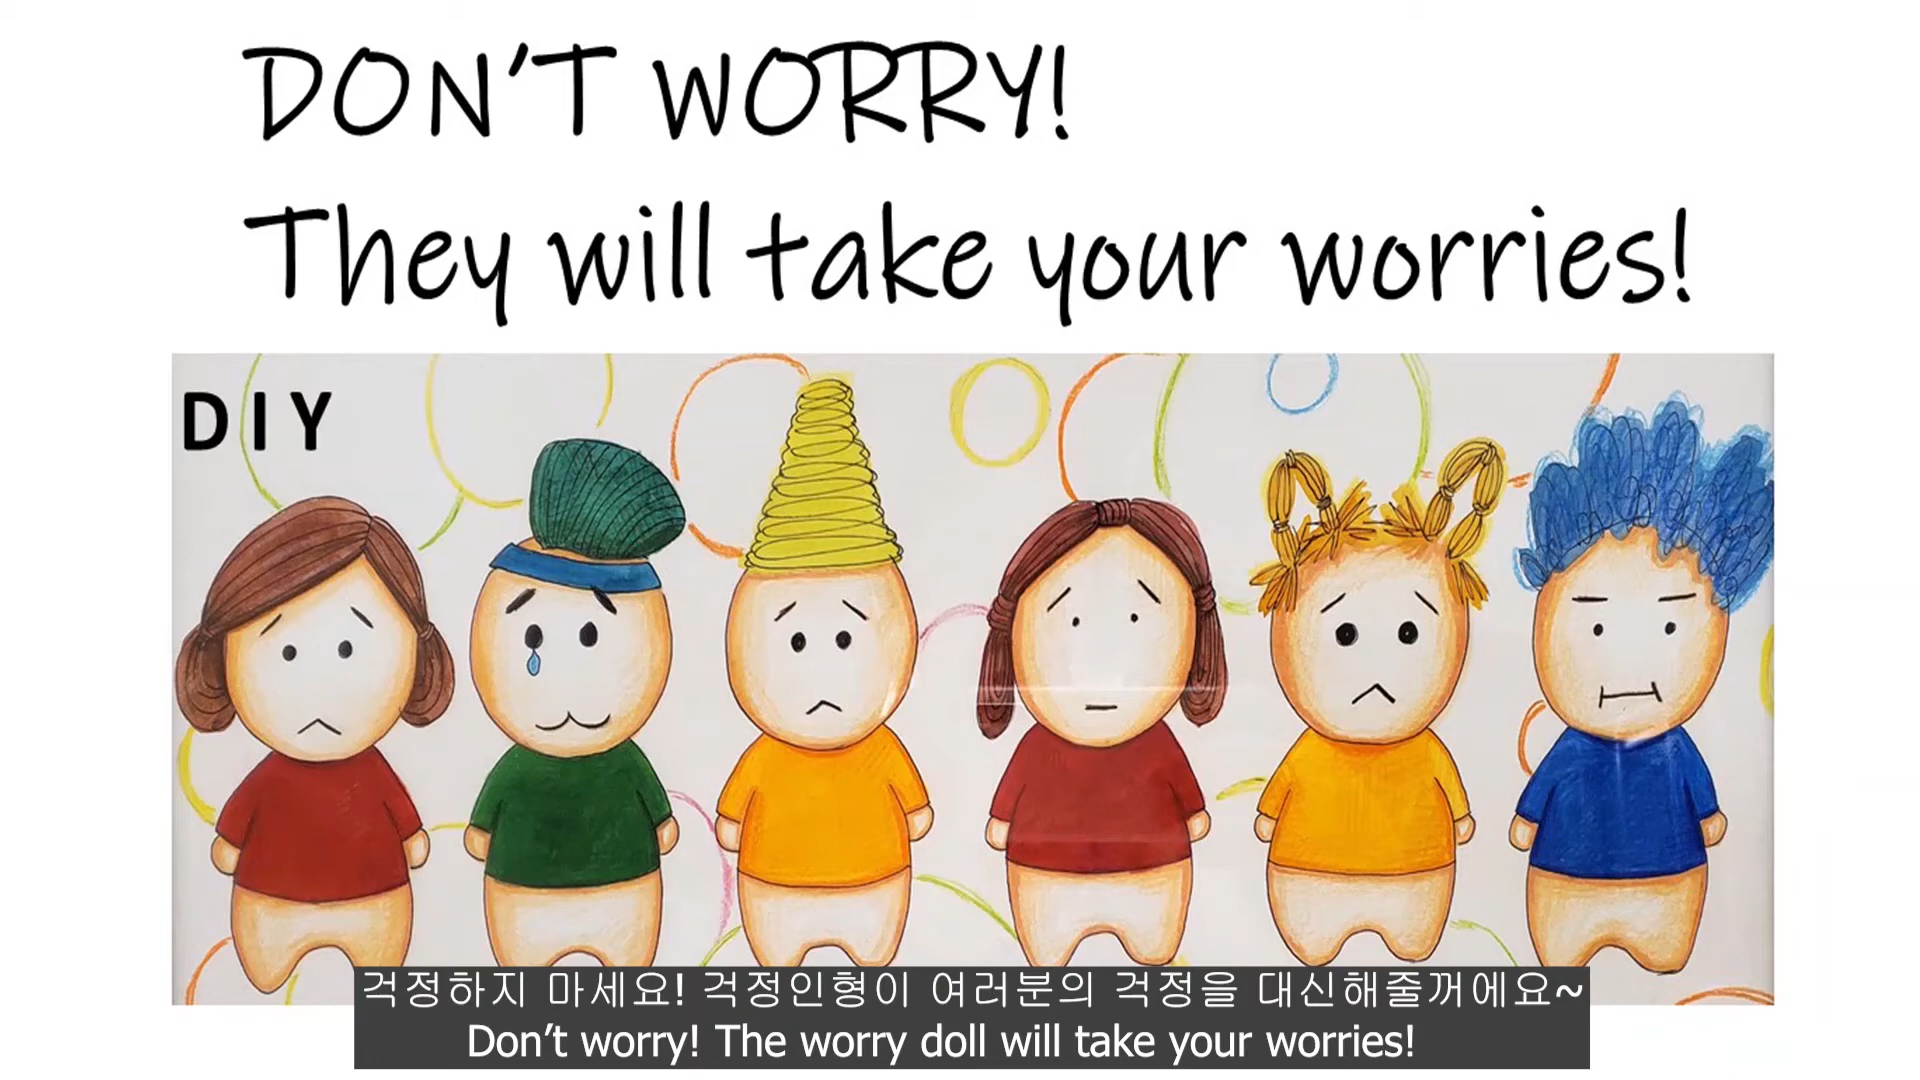 DON'T WORRY!
They will take your worries!
DIY
걱정하지 마세요! 걱정인형이 여러분의 걱정을 대신해줄꺼에요~
Don't worry! The worry doll will take your worries!